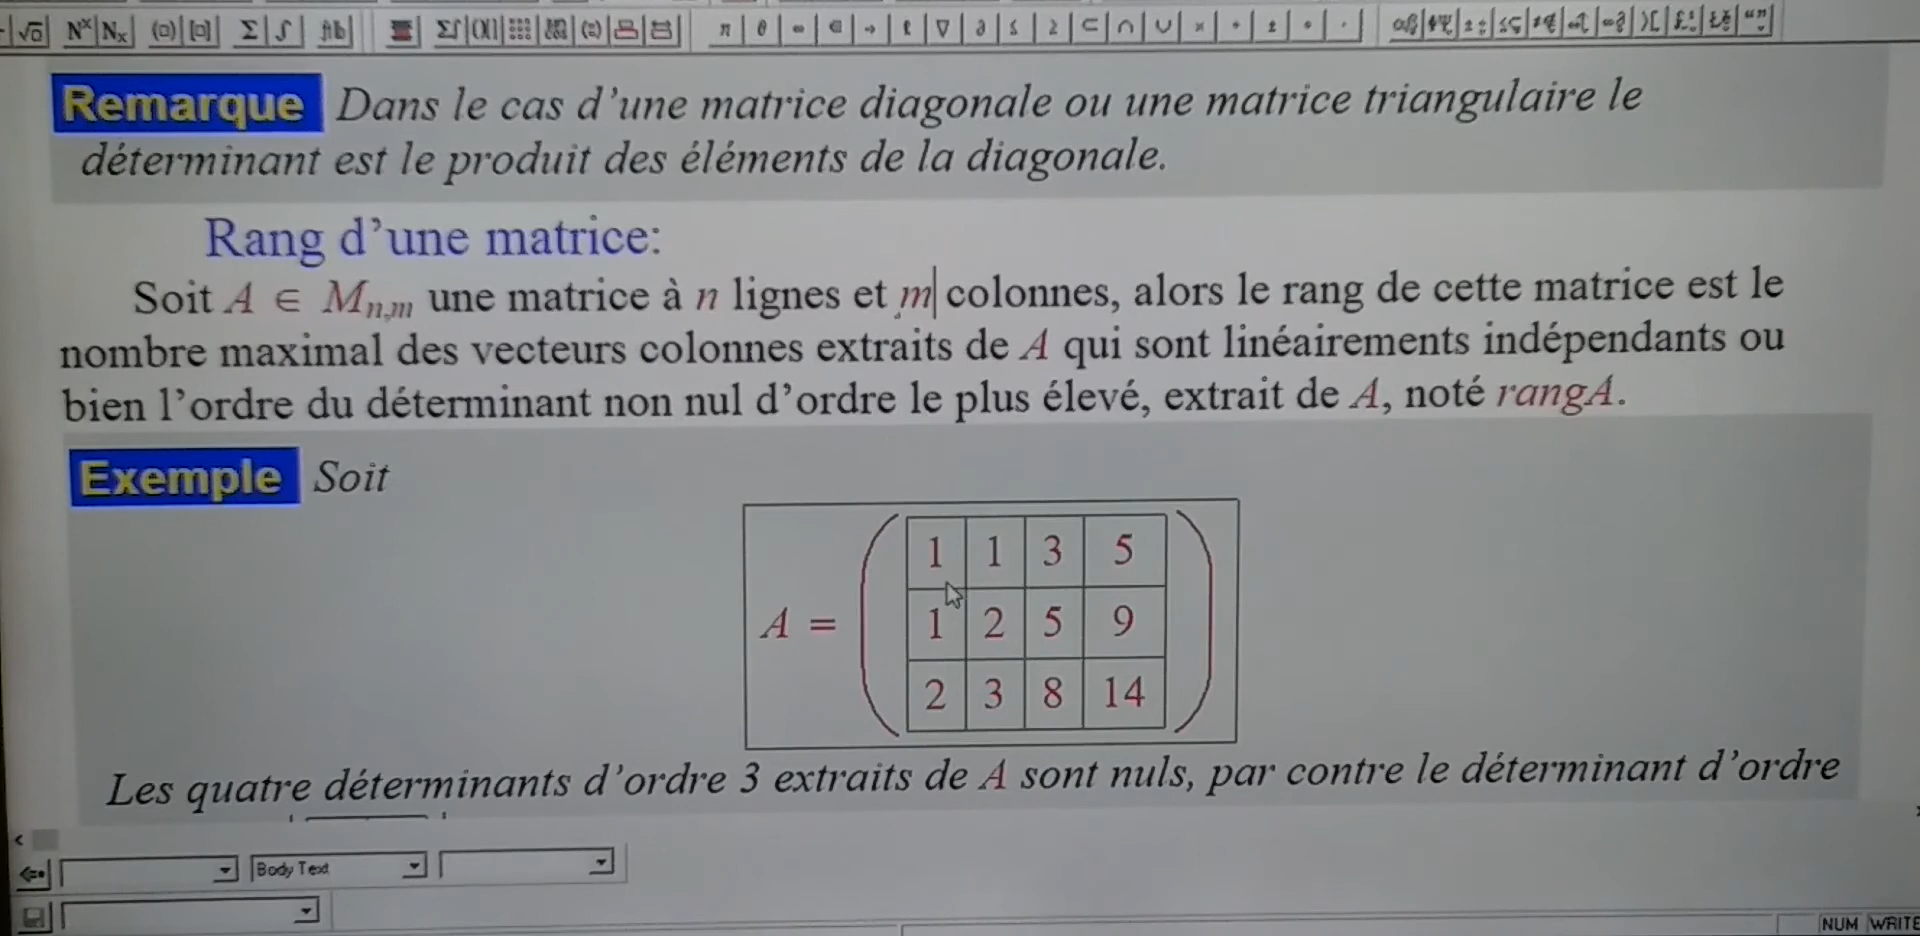 Remarque Dans le cas d'une matrice diagonale ou une matrice triangulaire le
déterminant est le produit des éléments de la diagonale.
Rang d'une matrice:
Soit A ∈ Mn,m une matrice à n lignes et m colonnes, alors le rang de cette matrice est le
nombre maximal des vecteurs colonnes extraits de A qui sont linéairements indépendants ou
bien l'ordre du déterminant non nul d'ordre le plus élevé, extrait de A, noté rangA.
Exemple Soit
1 1 3 5
A = 1 2 5 9
2 3 8 14
Les quatre déterminants d'ordre 3 extraits de A sont nuls, par contre le déterminant d'ordre
Body Text
NUM WRITE